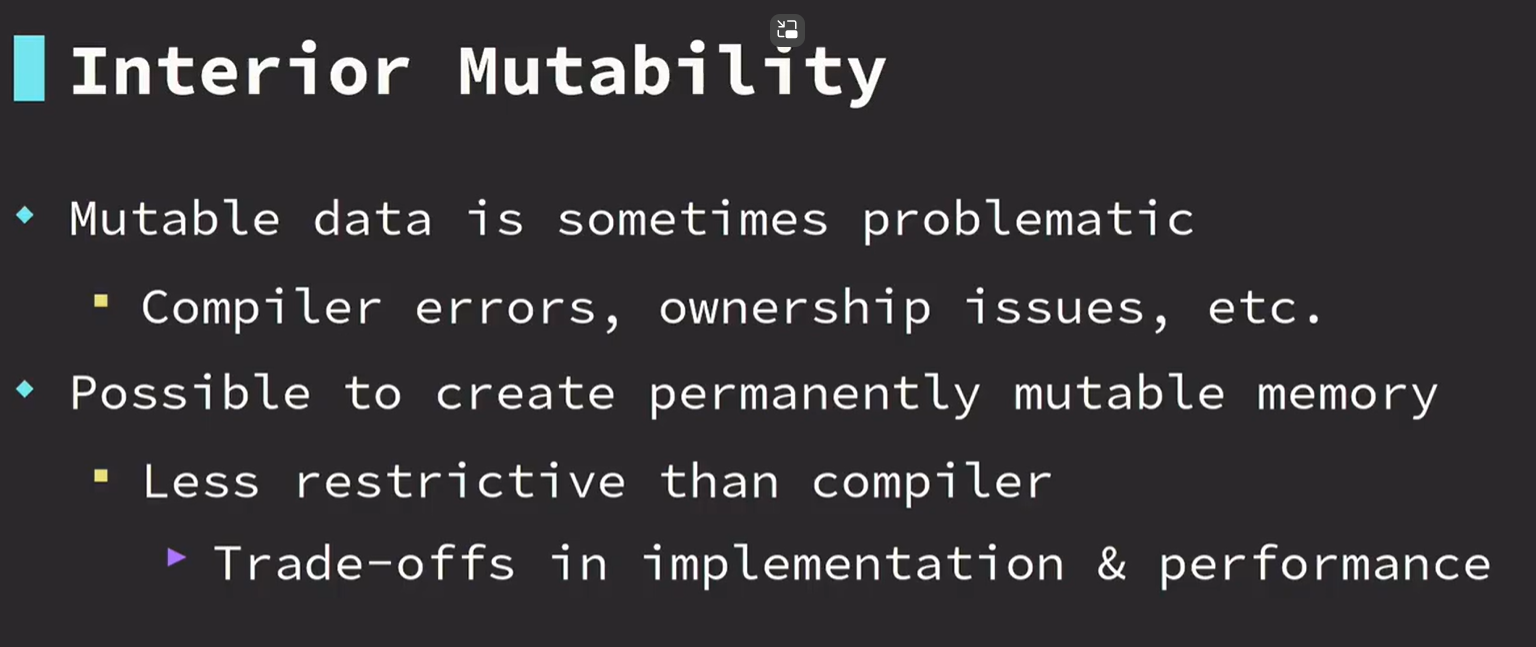 Interior Mutability
Mutable data is sometimes problematic
Compiler errors, ownership issues, etc.
Possible to create permanently mutable memory
Less restrictive than compiler
Trade-offs in implementation & performance